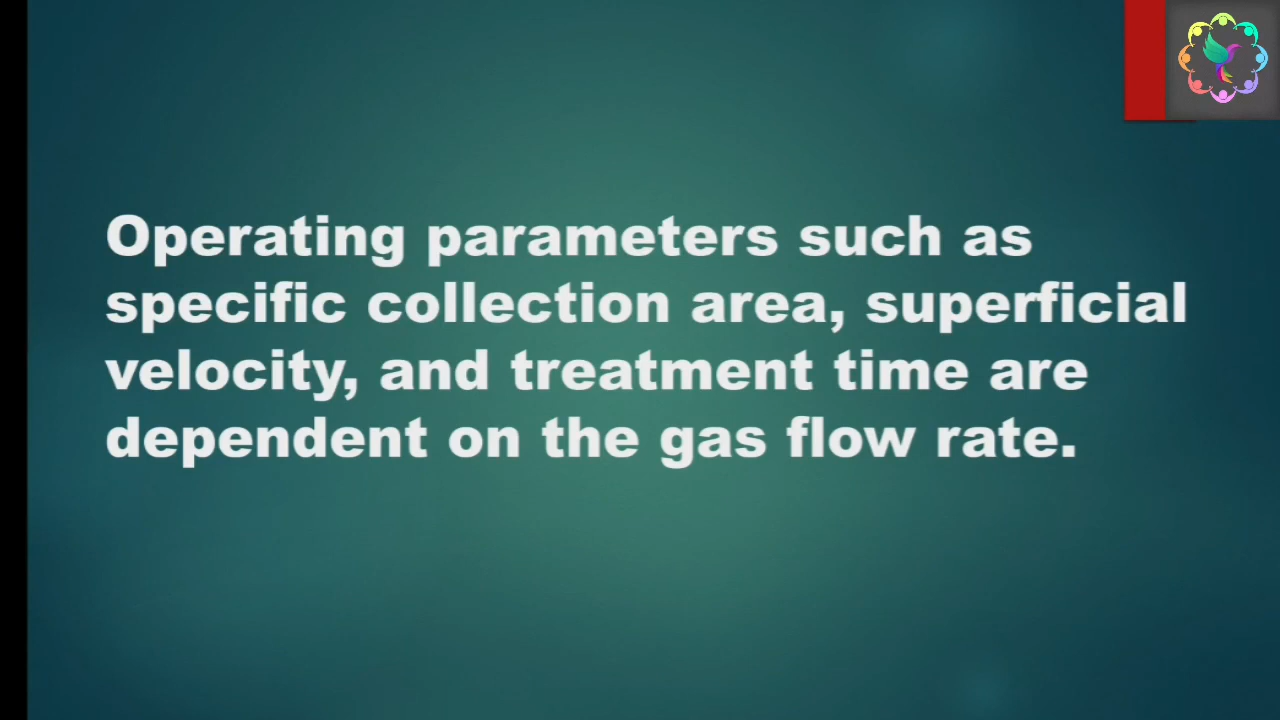 Operating parameters such as
specific collection area, superficial
velocity, and treatment time are
dependent on the gas flow rate.